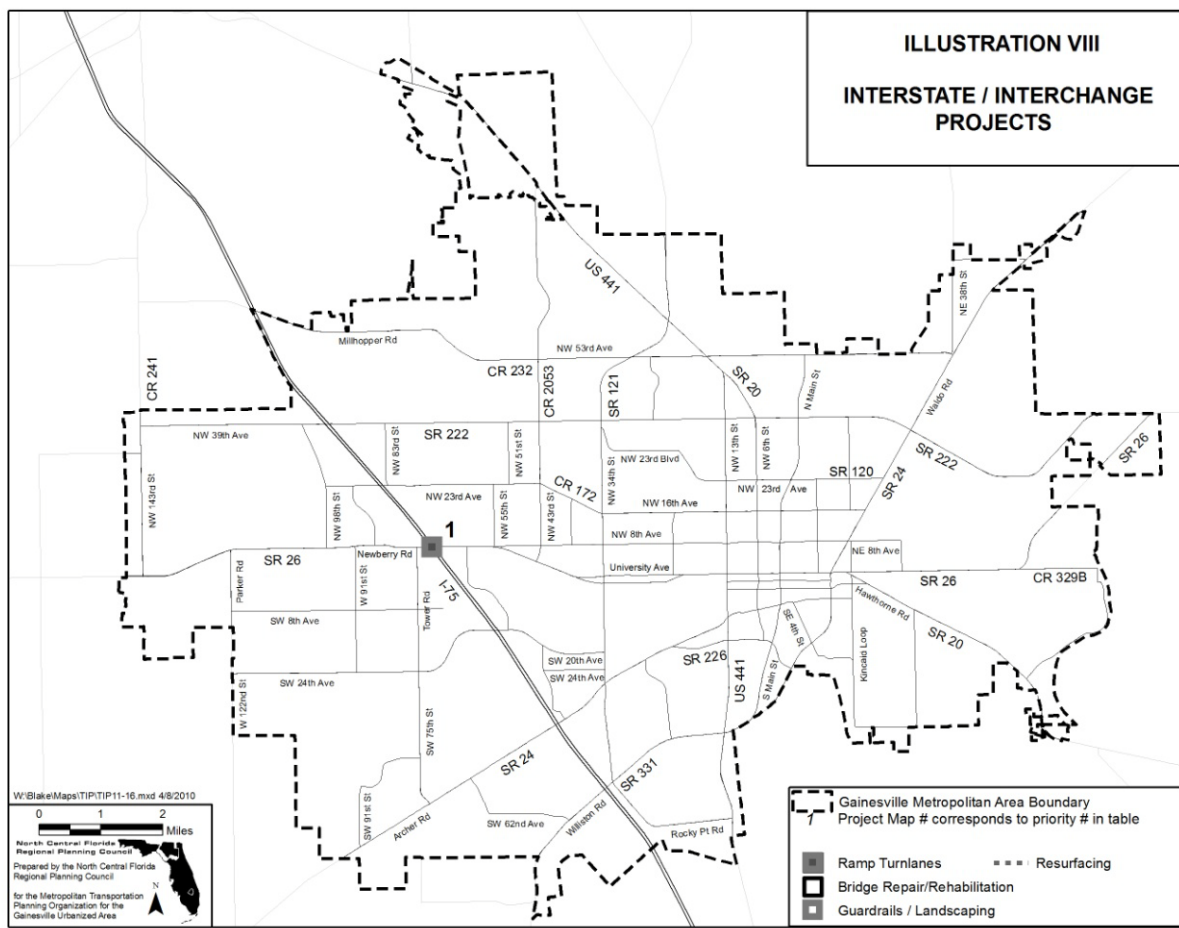 ILLUSTRATION VIII
INTERSTATE / INTERCHANGE
PROJECTS
US 441
NE 38th St
Millhopper Rd
NW 53rd Ave
CR 241
CR 232
CR 2053
SR 121
SR 20
N Main St
Waldo Rd
NW 39th Ave
SR 222
NW 83rd St
NW 51st St
NW 34th St
NW 23rd Blvd
NW 13th St
NW 6th St
SR 120
SR 24
SR 222
SR 26
NW 143rd St
NW 98th St
NW 23rd Ave
NW 55th St
NW 43rd St
CR 172
NW 16th Ave
NW 23rd Ave
1
NW 8th Ave
NE 8th Ave
SR 26
Newberry Rd
University Ave
SR 26
CR 329B
Parker Rd
W 91st St
Tower Rd
I-75
Hawthorne Rd
SW 8th Ave
SE 4th St
SR 20
Kincaid Loop
SR 226
SW 20th Ave
SW 24th Ave
SW 24th Ave
W 122nd St
US 441
S Main St
SW 75th St
SR 24
SR 331
SW 91st St
Archer Rd
SW 62nd Ave
Williston Rd
Rocky Pt Rd
W:\Blake\Maps\TIP\TIP11-16.mxd 4/8/2010
0 1 2
Miles
North Central Florida
Regional Planning Council
Prepared by the North Central Florida
Regional Planning Council
for the Metropolitan Transportation
Planning Organization for the
Gainesville Urbanized Area
N
Gainesville Metropolitan Area Boundary
1 Project Map # corresponds to priority # in table
Ramp Turnlanes
Resurfacing
Bridge Repair/Rehabilitation
Guardrails / Landscaping